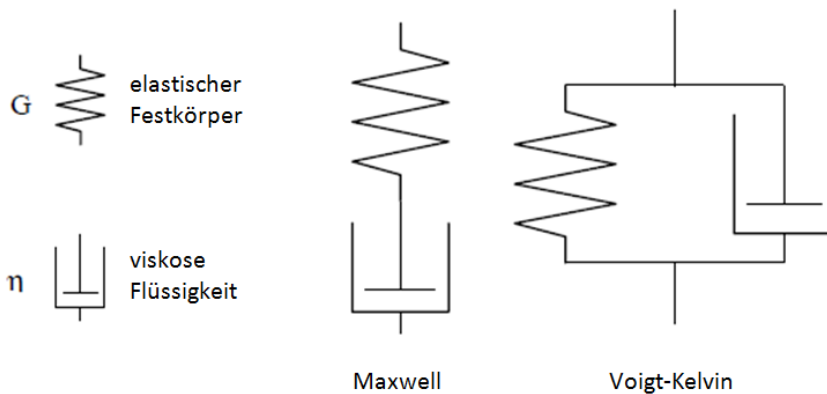 G
elastischer
Festkörper
η
viskose
Flüssigkeit
Maxwell
Voigt-Kelvin